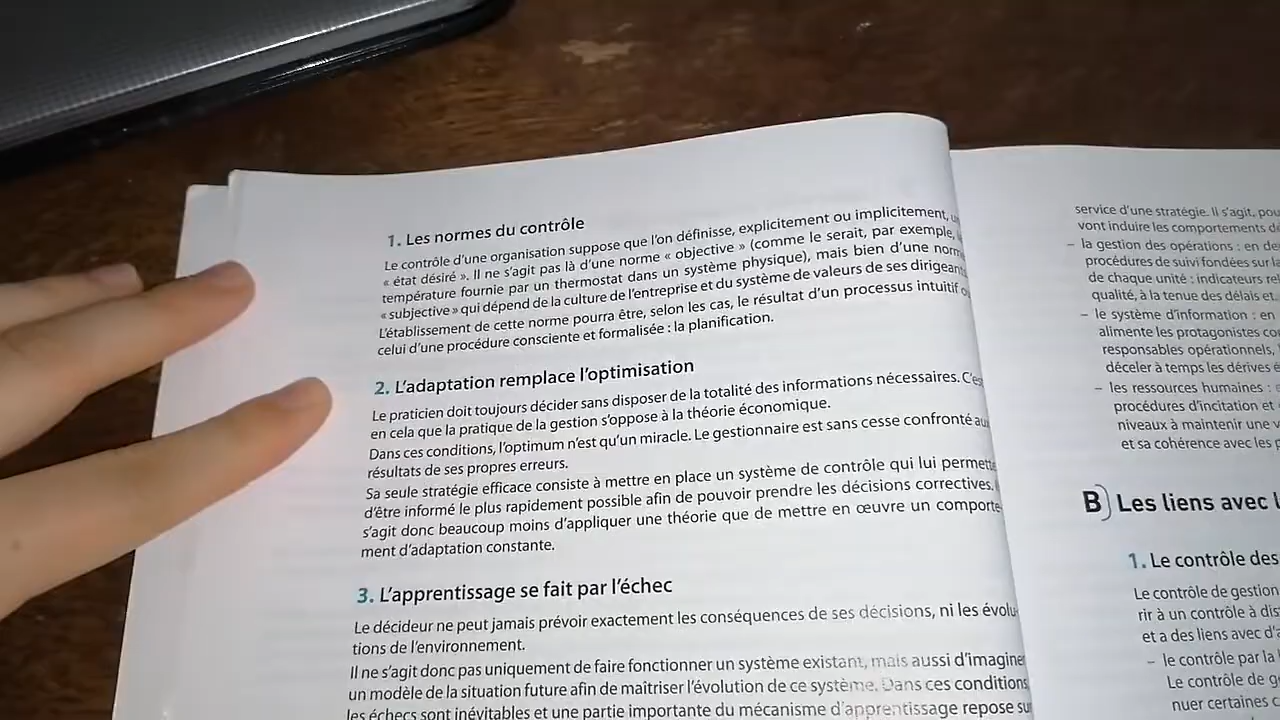 1. Les normes du contrôle
Le contrôle d'une organisation suppose que l'on définisse, explicitement ou implicitement,
« état désiré ». Il ne s'agit pas là d'une norme « objective » (comme le serait, par exemple,
température fournie par un thermostat dans un système physique), mais bien d'une norm
« subjective » qui dépend de la culture de l'entreprise et du système de valeurs de ses dirigeant
L'établissement de cette norme pourra être, selon les cas, le résultat d'un processus intuitif
celui d'une procédure consciente et formalisée : la planification.
2. L'adaptation remplace l'optimisation
Le praticien doit toujours décider sans disposer de la totalité des informations nécessaires. C'es
en cela que la pratique de la gestion s'oppose à la théorie économique.
Dans ces conditions, l'optimum n'est qu'un miracle. Le gestionnaire est sans cesse confronté au
résultats de ses propres erreurs.
Sa seule stratégie efficace consiste à mettre en place un système de contrôle qui lui permett
d'être informé le plus rapidement possible afin de pouvoir prendre les décisions correctives.
s'agit donc beaucoup moins d'appliquer une théorie que de mettre en œuvre un comporte-
ment d'adaptation constante.
3. L'apprentissage se fait par l'échec
Le décideur ne peut jamais prévoir exactement les conséquences de ses décisions, ni les évolu-
tions de l'environnement.
Il ne s'agit donc pas uniquement de faire fonctionner un système existant, mais aussi d'imaginer
un modèle de la situation future afin de maîtriser l'évolution de ce système. Dans ces conditions,
les échecs sont inévitables et une partie importante du mécanisme d'apprentissage repose su
service d'une stratégie. Il s'agit, pou
vont induire les comportements d
– la gestion des opérations : en de
procédures de suivi fondées sur la
de chaque unité : indicateurs re
qualité, à la tenue des délais et
– le système d'information : en
alimente les protagonistes co
responsables opérationnels,
déceler à temps les dérives é
– les ressources humaines :
procédures d'incitation et
niveaux à maintenir une v
et sa cohérence avec les p
B) Les liens avec l
1. Le contrôle des
Le contrôle de gestion
rir à un contrôle à dis
et a des liens avec d'a
– le contrôle par la
Le contrôle de g
nuer certaines